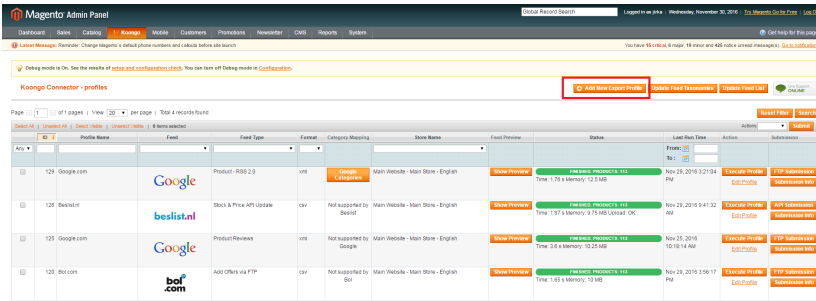 Magento® Admin Panel
Global Record Search
Logged in as jirka | Wednesday, November 30, 2016 | Try Magento Go for Free | Log O
Dashboard Sales Catalog Koongo Mobile Customers Promotions Newsletter CMS Reports System Get help for this page
Latest Message: Reminder: Change Magento's default phone numbers and callouts before site launch
You have 15 critical, 6 major, 19 minor and 425 notice unread message(s). Go to notification
Debug mode is On. See the results of setup and configuration check. You can turn off Debug mode in Configuration.
Koongo Connector - profiles
Add New Export Profile Update Feed Taxonomies Update Feed List Live Support ONLINE
Page 1 of 1 pages | View 20 per page | Total 4 records found
Reset Filter Search
Select All | Unselect All | Select Visible | Unselect Visible | 0 items selected
Actions Submit
ID Profile Name Feed Feed Type Format Category Mapping Store Name Feed Preview Status Last Run Time Action Submission
Any From:
To :
129 Google.com Google Product - RSS 2.0 xml Google Categories Main Website - Main Store - English Show Preview FINISHED. PRODUCTS: 113 Nov 29, 2016 3:21:04 PM Execute Profile FTP Submission
Time: 1.76 s Memory: 12.5 MB Edit Profile Submission Info
126 Beslist.nl beslist.nl Stock & Price API Update csv Not supported by Beslist Main Website - Main Store - English Show Preview FINISHED. PRODUCTS: 113 Nov 29, 2016 9:41:32 AM Execute Profile API Submission
Time: 1.87 s Memory: 9.75 MB Upload: OK Edit Profile Submission Info
125 Google.com Google Product Reviews xml Not supported by Google Main Website - Main Store - English Show Preview FINISHED. PRODUCTS: 113 Nov 25, 2016 10:18:14 AM Execute Profile FTP Submission
Time: 3.6 s Memory: 10.25 MB Edit Profile Submission Info
120 Bol.com bol.com Add Offers via FTP csv Not supported by Bol Main Website - Main Store - English Show Preview FINISHED. PRODUCTS: 113 Nov 29, 2016 3:56:17 PM Execute Profile FTP Submission
Time: 1.65 s Memory: 10 MB Edit Profile Submission Info